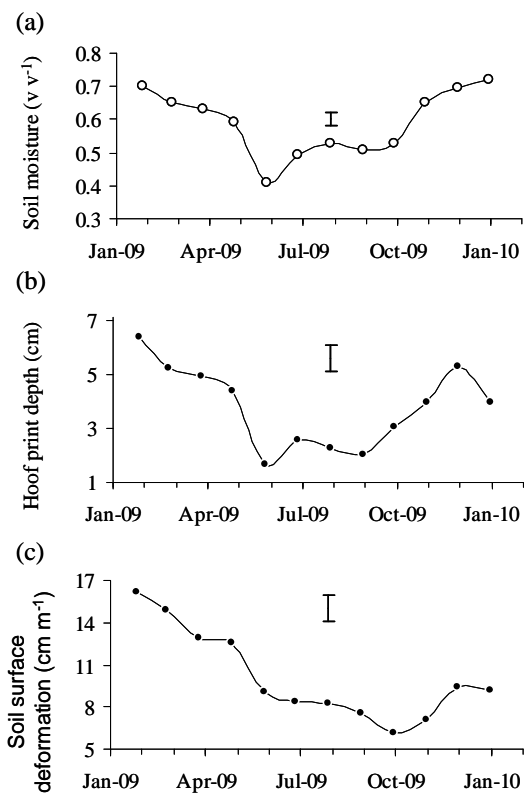 (a)
Soil moisture (v v-1)
0.8
0.7
0.6
0.5
0.4
0.3
Jan-09 Apr-09 Jul-09 Oct-09 Jan-10
(b)
Hoof print depth (cm)
7
5
3
1
Jan-09 Apr-09 Jul-09 Oct-09 Jan-10
(c)
Soil surface
deformation (cm m-1)
17
14
11
8
5
Jan-09 Apr-09 Jul-09 Oct-09 Jan-10